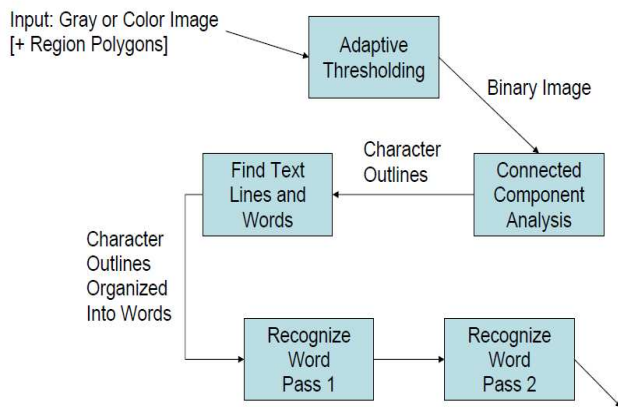 Input: Gray or Color Image
[+ Region Polygons]
Adaptive
Thresholding
Binary Image
Connected
Component
Analysis
Character
Outlines
Find Text
Lines and
Words
Character
Outlines
Organized
Into Words
Recognize
Word
Pass 1
Recognize
Word
Pass 2